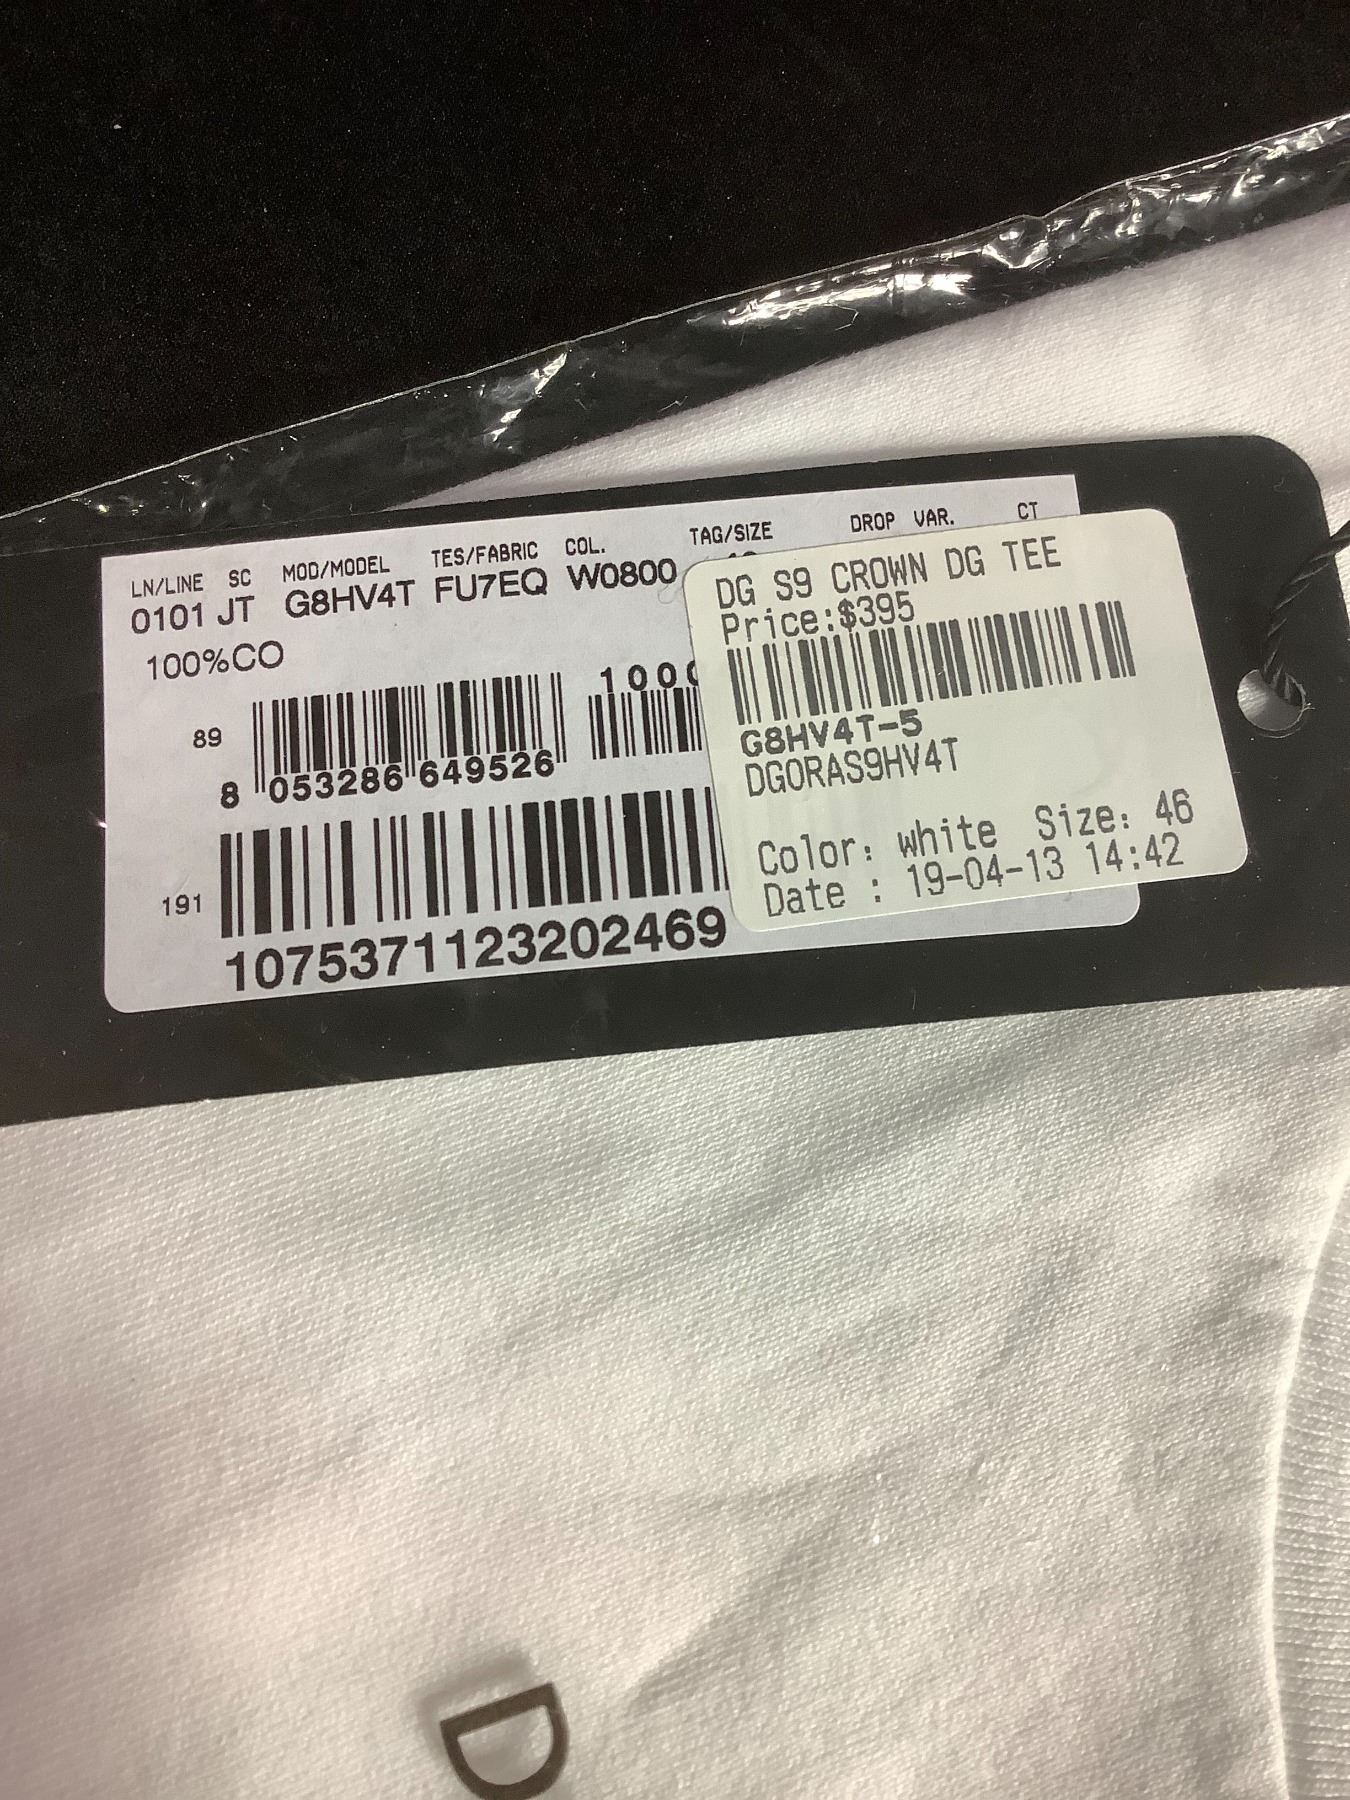 LN/LINE SC MOD/MODEL TES/FABRIC COL. TAG/SIZE DROP VAR. CT
0101 JT G8HV4T FU7EQ W0800
100%CO
100
89
8 053286 649526
191
1075371123202469
DG S9 CROWN DG TEE
Price:$395
G8HV4T-5
DGORAS9HV4T
Color: white Size: 46
Date : 19-04-13 14:42
D